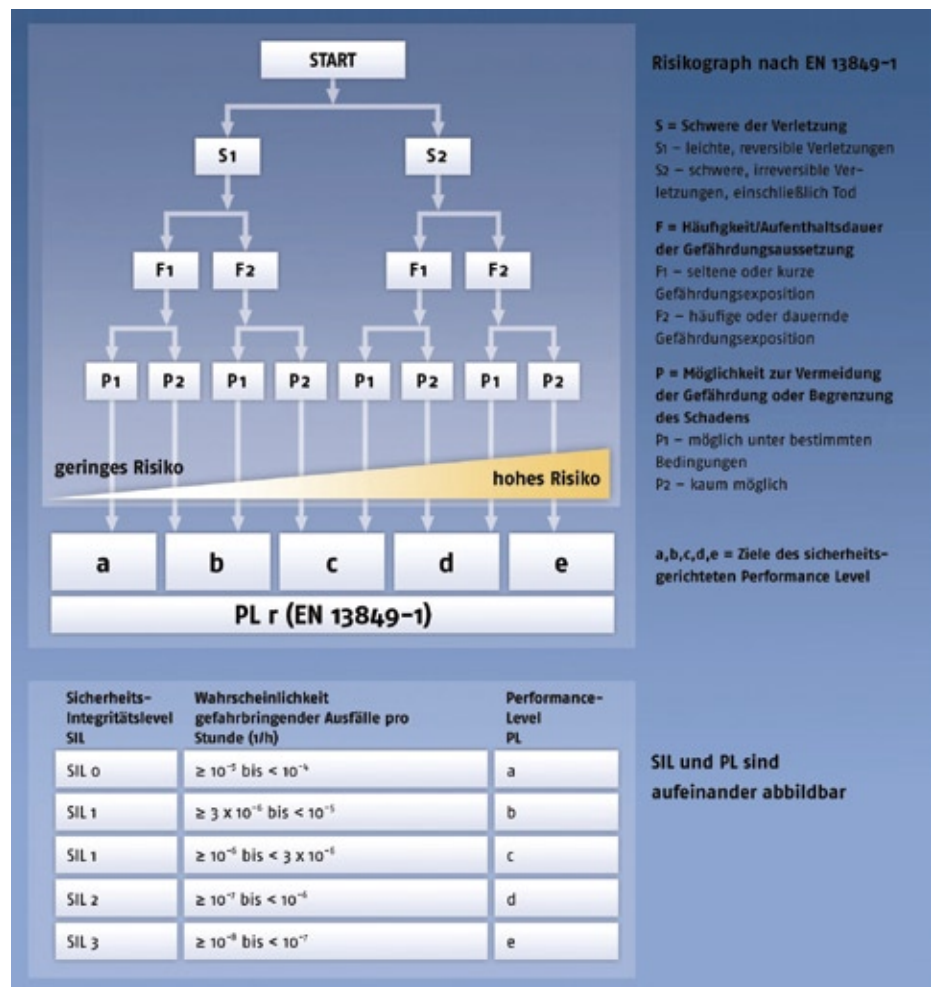 START
S1 S2
F1 F2 F1 F2
P1 P2 P1 P2 P1 P2 P1 P2
geringes Risiko
hohes Risiko
a b c d e
PL r (EN 13849-1)
Risikograph nach EN 13849-1
S = Schwere der Verletzung
S1 – leichte, reversible Verletzungen
S2 – schwere, irreversible Ver-
letzungen, einschließlich Tod
F = Häufigkeit/Aufenthaltsdauer
der Gefährdungsaussetzung
F1 – seltene oder kurze
Gefährdungsexposition
F2 – häufige oder dauernde
Gefährdungsexposition
P = Möglichkeit zur Vermeidung
der Gefährdung oder Begrenzung
des Schadens
P1 – möglich unter bestimmten
Bedingungen
P2 – kaum möglich
a,b,c,d,e = Ziele des sicherheits-
gerichteten Performance Level
Sicherheits-
Integritätslevel
SIL
Wahrscheinlichkeit
gefahrbringender Ausfälle pro
Stunde (1/h)
Performance-
Level
PL
SIL 0 ≥ 10⁻⁵ bis < 10⁻⁴ a
SIL 1 ≥ 3 x 10⁻⁶ bis < 10⁻⁵ b
SIL 1 ≥ 10⁻⁶ bis < 3 x 10⁻⁶ c
SIL 2 ≥ 10⁻⁷ bis < 10⁻⁶ d
SIL 3 ≥ 10⁻⁸ bis < 10⁻⁷ e
SIL und PL sind
aufeinander abbildbar